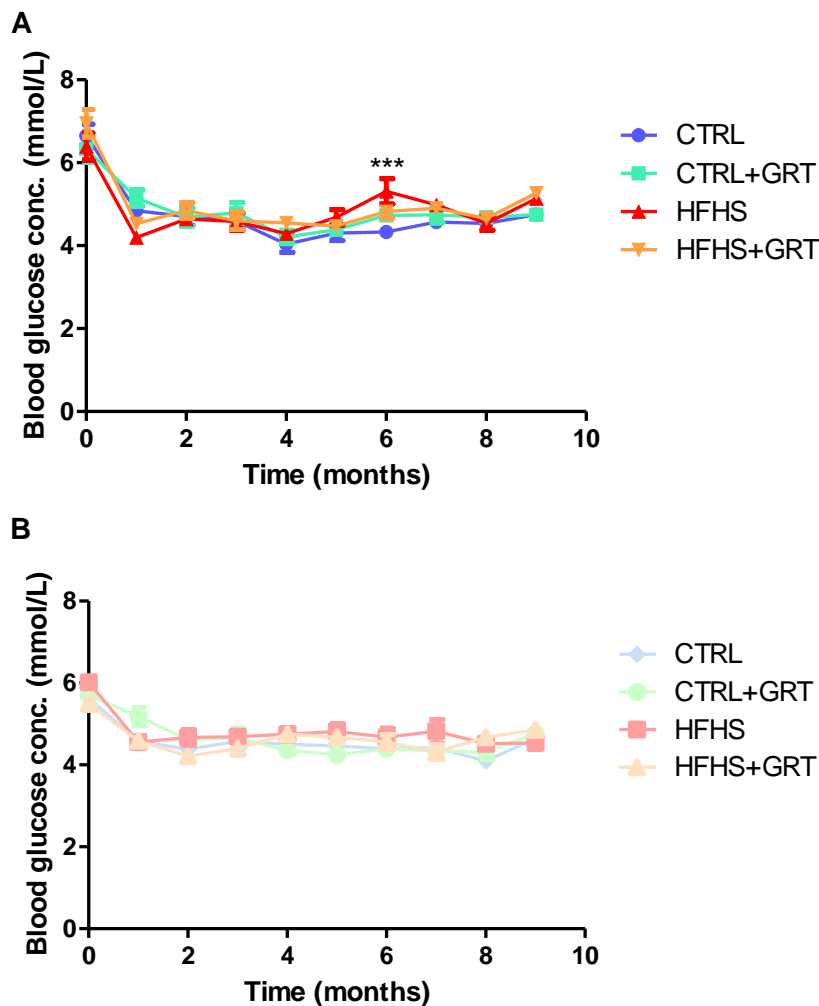 A
8
6
4
2
0
0 2 4 6 8 10
Blood glucose conc. (mmol/L)
Time (months)
***
CTRL
CTRL+GRT
HFHS
HFHS+GRT
B
8
6
4
2
0
0 2 4 6 8 10
Blood glucose conc. (mmol/L)
Time (months)
CTRL
CTRL+GRT
HFHS
HFHS+GRT